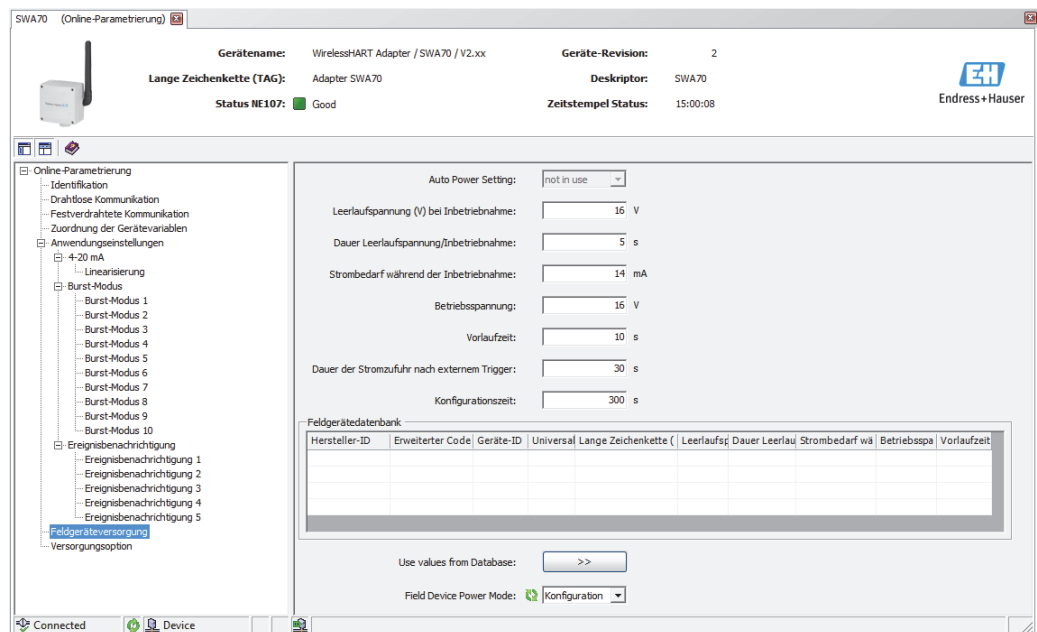 SWA70 (Online-Parametrierung)
Gerätename: WirelessHART Adapter / SWA70 / V2.xx Geräte-Revision: 2
Lange Zeichenkette (TAG): Adapter SWA70 Deskriptor: SWA70
Status NE107: Good Zeitstempel Status: 15:00:08
EH
Endress+Hauser
Online-Parametrierung
Identifikation
Drahtlose Kommunikation
Festverdrahtete Kommunikation
Zuordnung der Gerätevariablen
Anwendungseinstellungen
4-20 mA
Linearisierung
Burst-Modus
Burst-Modus 1
Burst-Modus 2
Burst-Modus 3
Burst-Modus 4
Burst-Modus 5
Burst-Modus 6
Burst-Modus 7
Burst-Modus 8
Burst-Modus 9
Burst-Modus 10
Ereignisbenachrichtigung
Ereignisbenachrichtigung 1
Ereignisbenachrichtigung 2
Ereignisbenachrichtigung 3
Ereignisbenachrichtigung 4
Ereignisbenachrichtigung 5
Feldgeräteversorgung
Versorgungsoption
Auto Power Setting: not in use
Leerlaufspannung (V) bei Inbetriebnahme: 16 V
Dauer Leerlaufspannung/Inbetriebnahme: 5 s
Strombedarf während der Inbetriebnahme: 14 mA
Betriebsspannung: 16 V
Vorlaufzeit: 10 s
Dauer der Stromzufuhr nach externem Trigger: 30 s
Konfigurationszeit: 300 s
Feldgerätedatenbank
Hersteller-ID Erweiterter Code Geräte-ID Universal Lange Zeichenkette ( Leerlaufsp Dauer Leerlau Strombedarf wä Betriebsspa Vorlaufzeit
Use values from Database: >>
Field Device Power Mode: Konfiguration
Connected Device